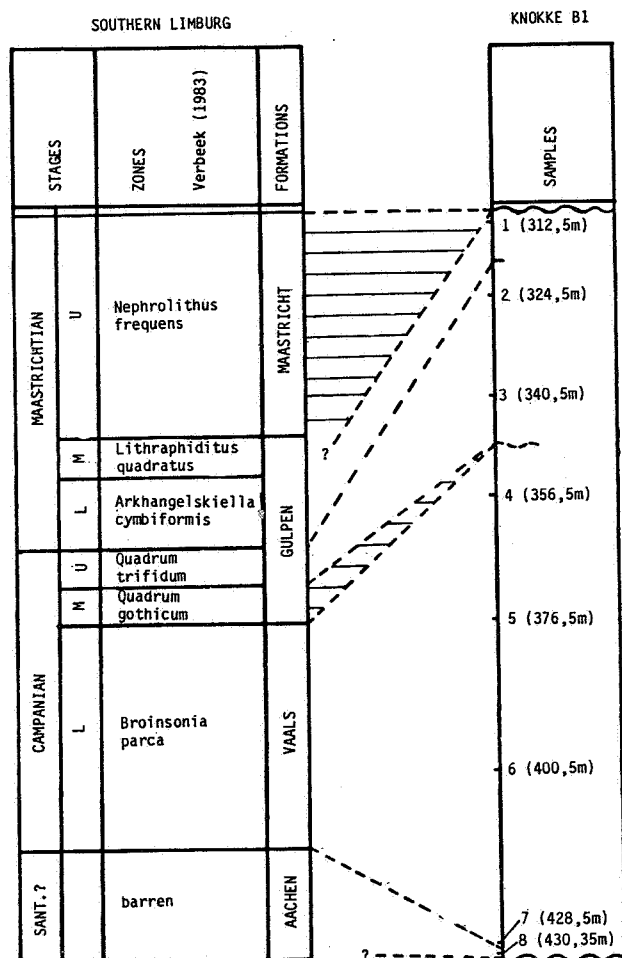 SOUTHERN LIMBURG
KNOKKE B1
STAGES
ZONES
Verbeek (1983)
FORMATIONS
SAMPLES
MAASTRICHTIAN
U
Nephrolithus
frequens
MAASTRICHT
M
Lithraphiditus
quadratus
L
Arkhangelskiella
cymbiformis
GULPEN
CAMPANIAN
U
Quadrum
trifidum
M
Quadrum
gothicum
L
Broinsonia
parca
VAALS
SANT.?
barren
AACHEN
?
?
1 (312,5m)
2 (324,5m)
3 (340,5m)
4 (356,5m)
5 (376,5m)
6 (400,5m)
7 (428,5m)
8 (430,35m)